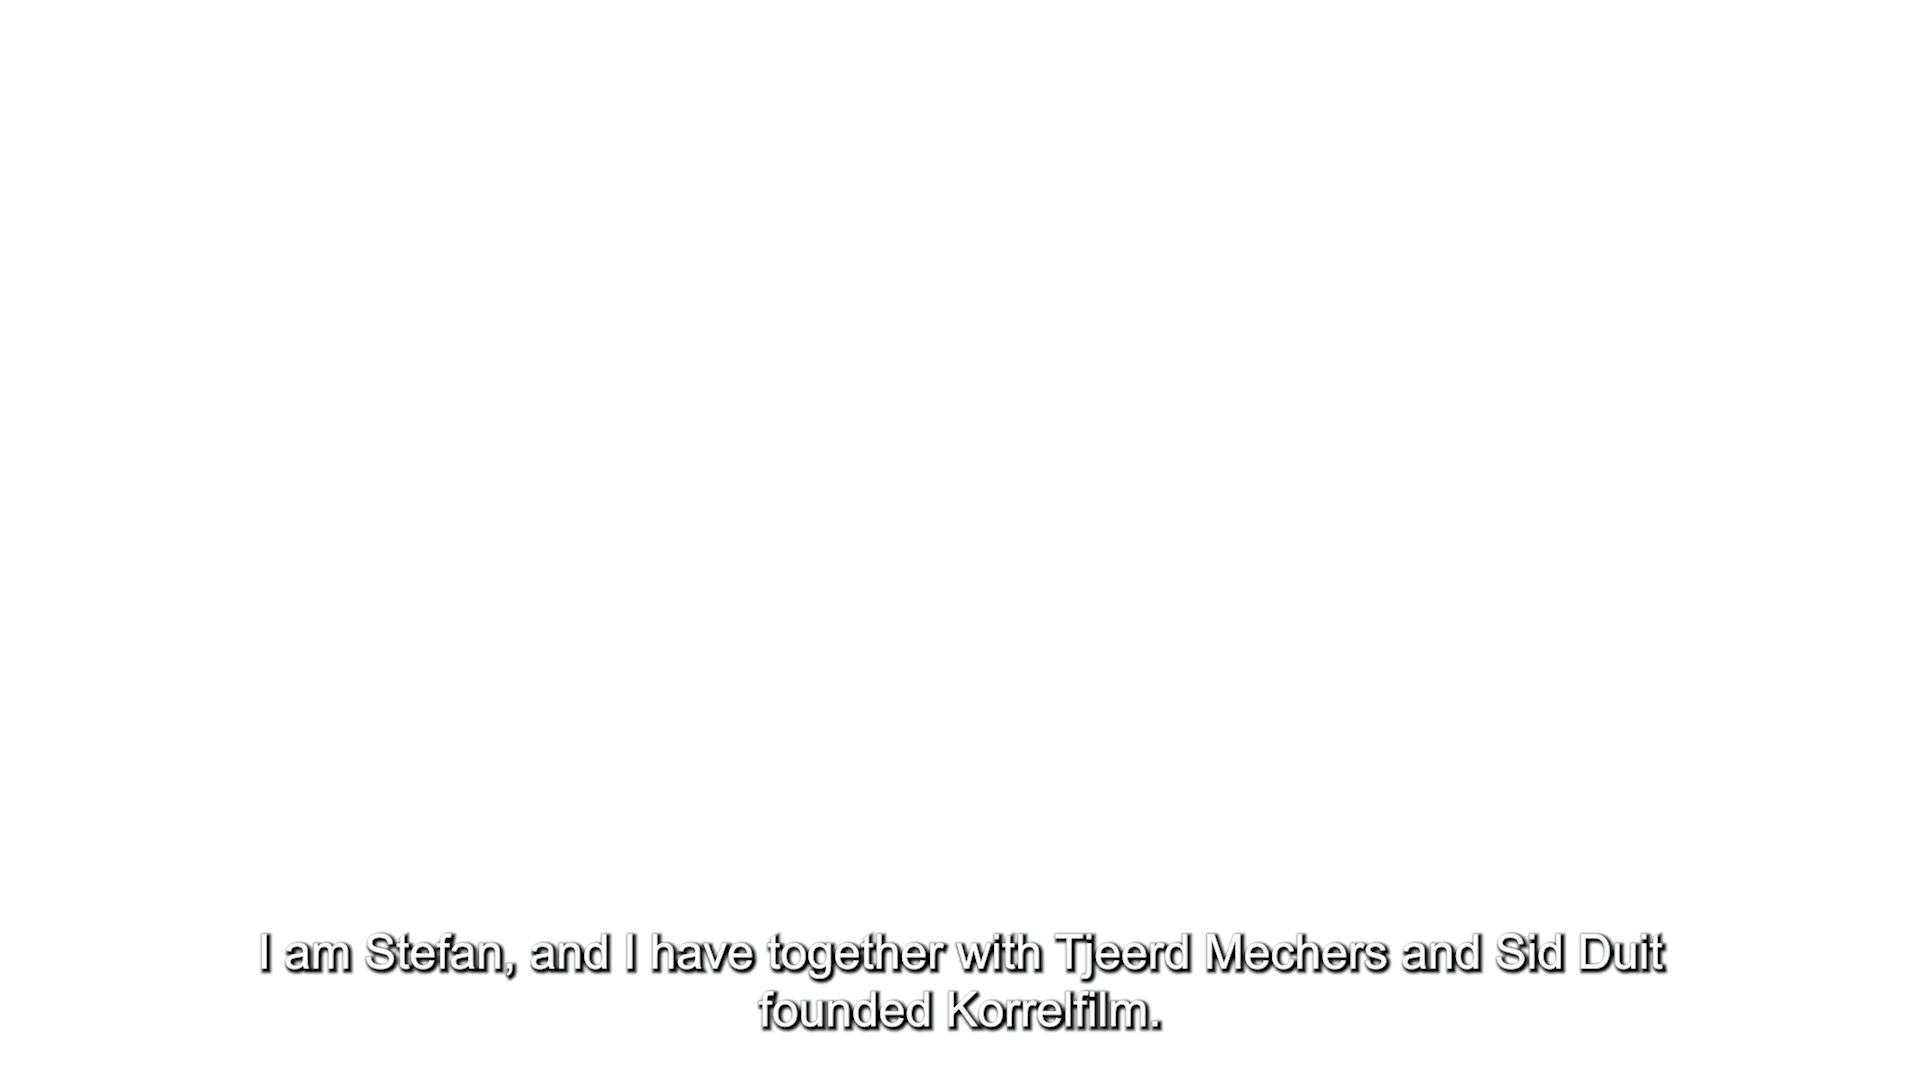 I am Stefan, and I have together with Tjeerd Mechers and Sid Duit
founded Korrelfilm.